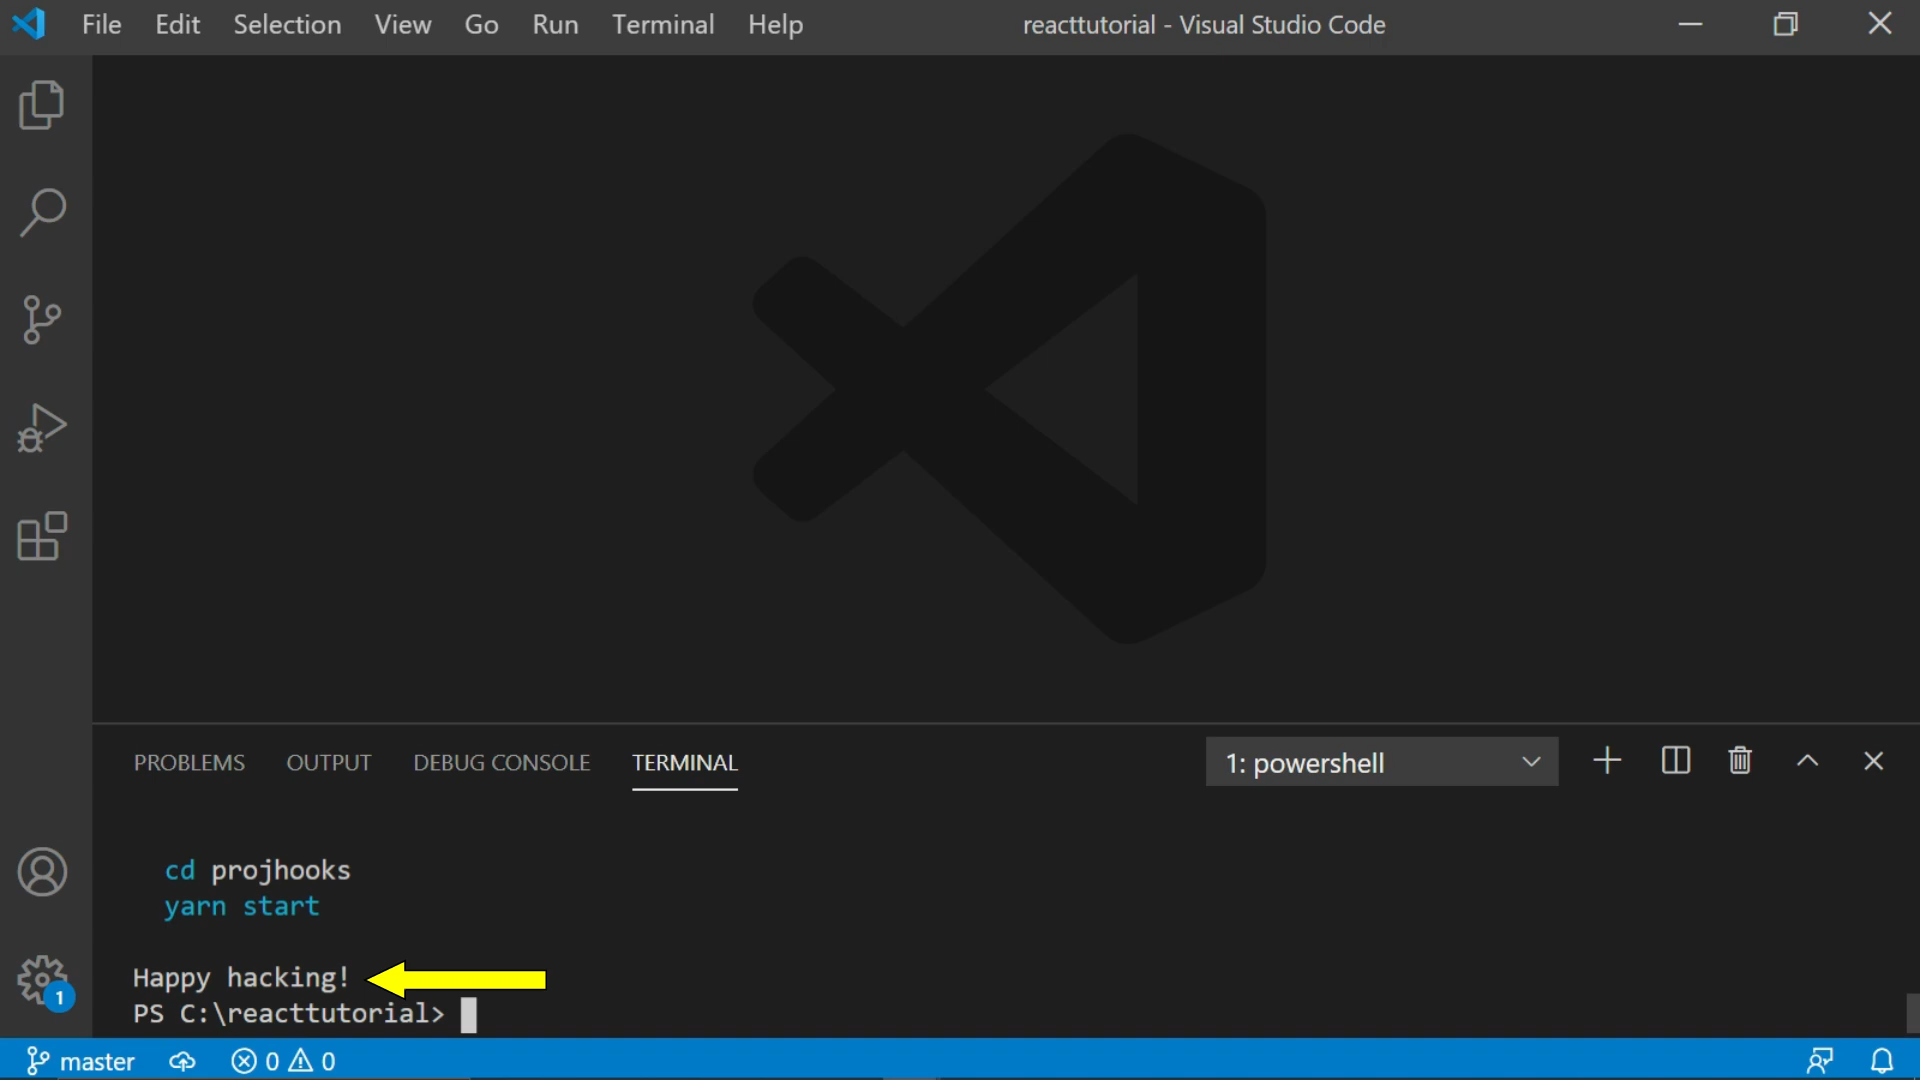 File Edit Selection View Go Run Terminal Help reacttutorial - Visual Studio Code
PROBLEMS OUTPUT DEBUG CONSOLE TERMINAL 1: powershell
cd projhooks
yarn start
Happy hacking!
PS C:\reacttutorial>
1
master 0 0